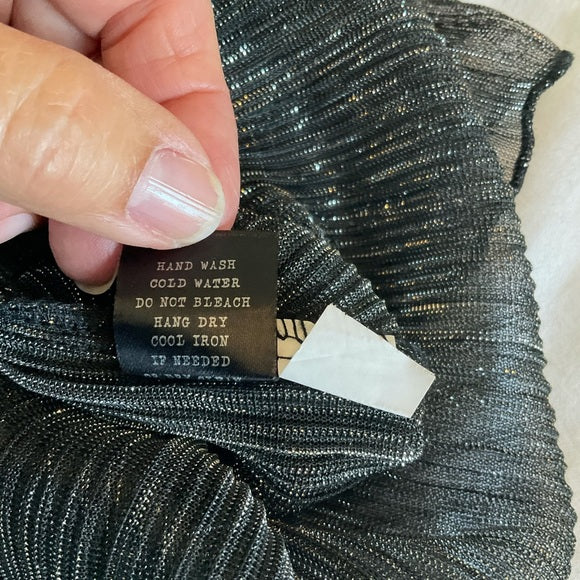 HAND WASH
COLD WATER
DO NOT BLEACH
HANG DRY
COOL IRON
IF NEEDED